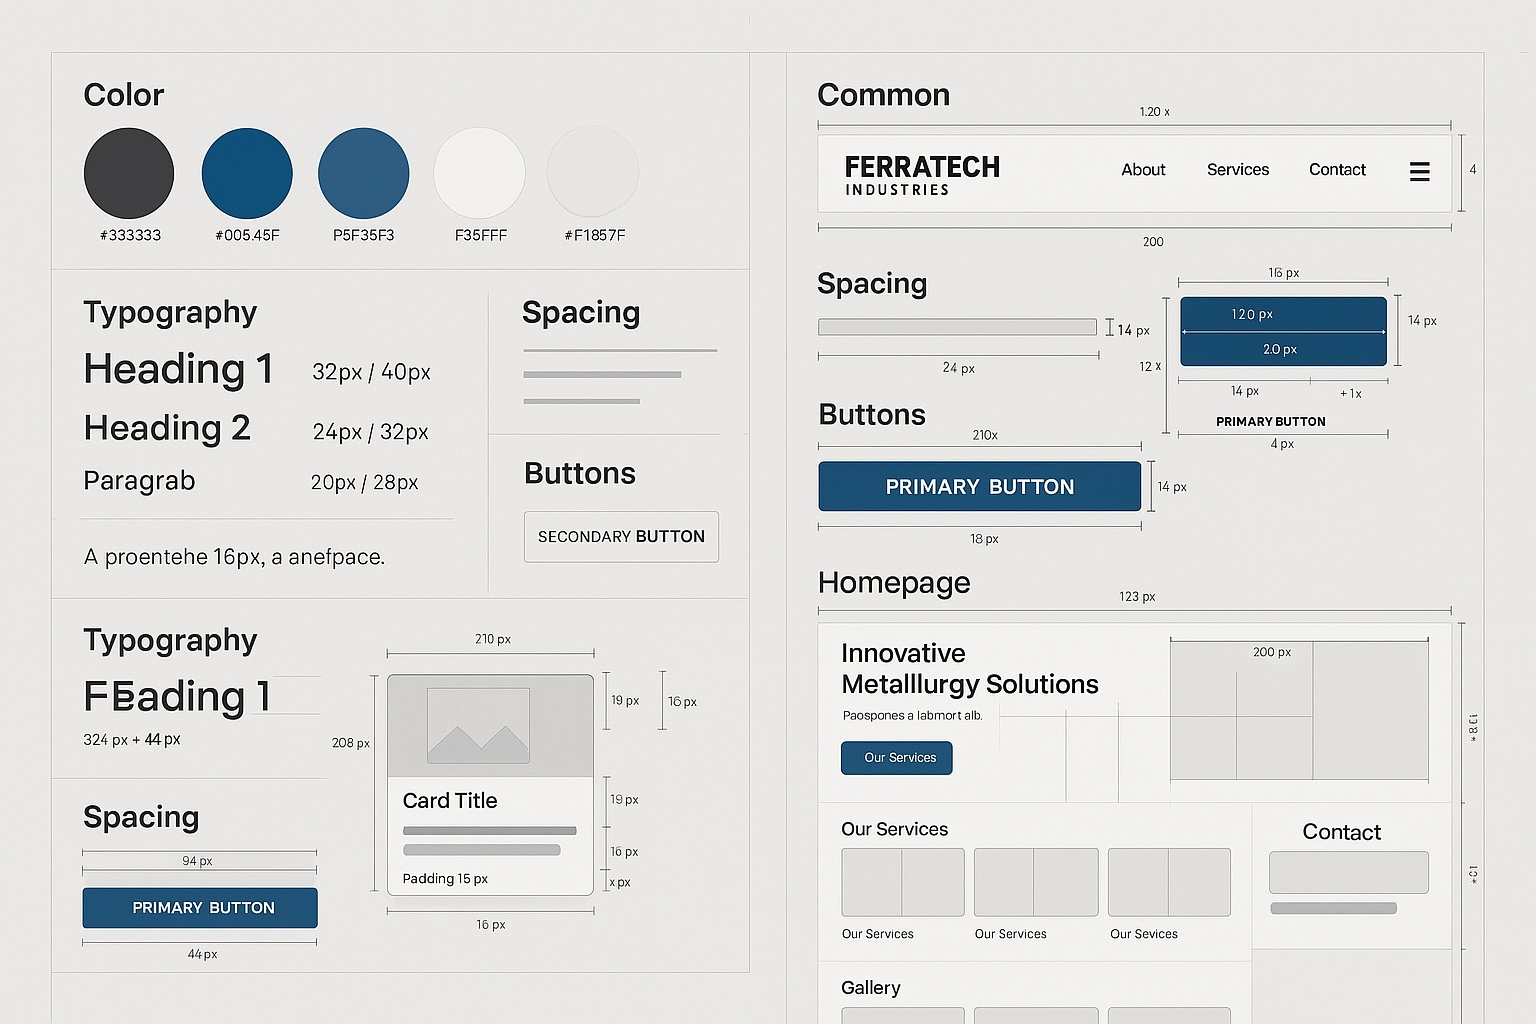 Color
#333333
#005.45F
P5F35F3
F35FFF
#F1857F
Typography
Heading 1 32px / 40px
Heading 2 24px / 32px
Paragrab 20px / 28px
A proentehe 16px, a anefpace.
Spacing
Buttons
SECONDARY BUTTON
Typography
324 px + 44 px
Spacing
94 px
PRIMARY BUTTON
44 px
210 px
208 px
19 px
16 px
Card Title
19 px
16 px
Padding 15 px
x px
16 px
Common
1.20 x
FERRATECH
INDUSTRIES
About Services Contact
4
200
Spacing
14 px
24 px
16 px
120 px
2.0 px
14 px
12 x
14 px
+1x
PRIMARY BUTTON
4 px
Buttons
210x
PRIMARY BUTTON
14 px
18 px
Homepage
123 px
Innovative
Metalllurgy Solutions
Paospones a labmort alb.
Our Services
200 px
Our Services
Our Services
Our Services
Our Sevices
Contact
Gallery